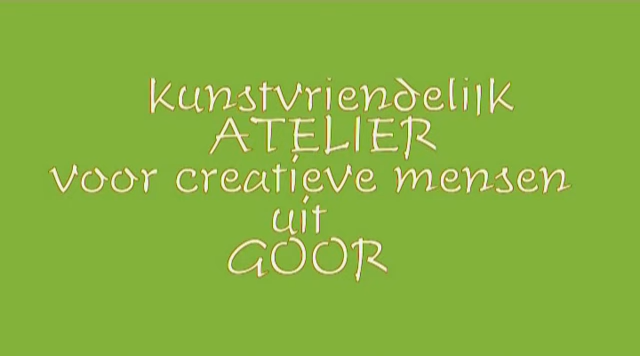 kunstvriendelijk
ATELIER
voor creatieve mensen
uit
GOOR